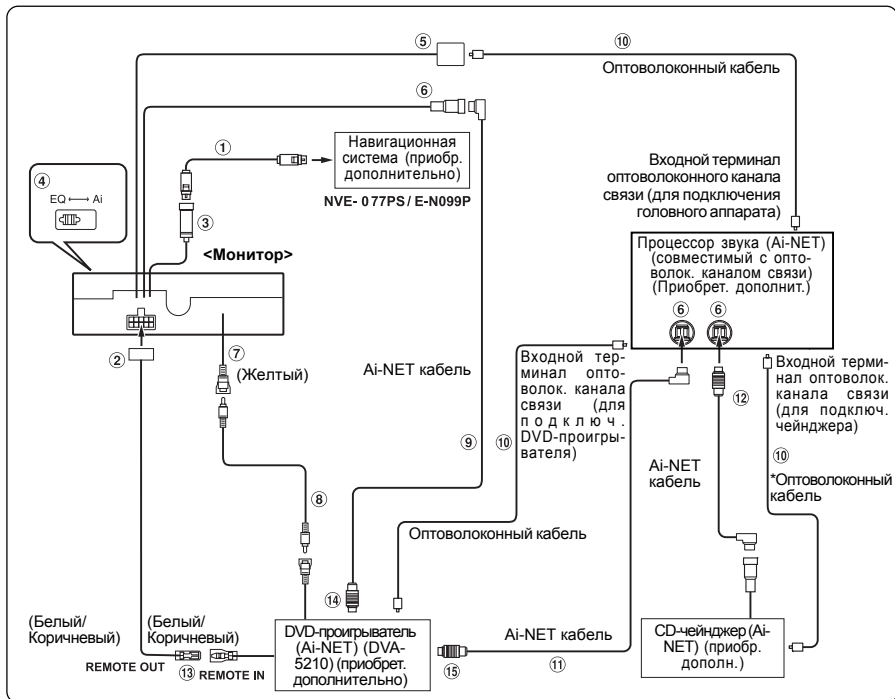 ⑤
⑩
Оптоволоконный кабель
⑥
①
Навигационная
система (приобр.
дополнительно)
NVE- 077PS / E-N099P
④
EQ ⟷ Ai
③
<Монитор>
Входной терминал
оптоволоконного канала
связи (для подключения
головного аппарата)
Процессор звука (Ai-NET)
(совместимый с опто-
волок. каналом связи)
(Приобрет. дополнит.)
⑥ ⑥
②
⑦
(Желтый)
Ai-NET кабель
⑨
⑩
Входной тер-
минал опто-
волок. канала
связи (для
подключ.
DVD-проигры-
вателя)
⑫
Входной терми-
нал оптоволок.
канала связи
(для подключ.
чейнджера)
⑩
*Оптоволоконный
кабель
Ai-NET
кабель
⑧
Оптоволоконный кабель
⑭
(Белый/
Коричневый)
(Белый/
Коричневый)
REMOTE OUT
⑬
REMOTE IN
DVD-проигрыватель
(Ai-NET) (DVA-
5210) (приобрет.
дополнительно)
⑮
Ai-NET кабель
⑪
CD-чейнджер (Ai-
NET) (приобр.
дополн.)